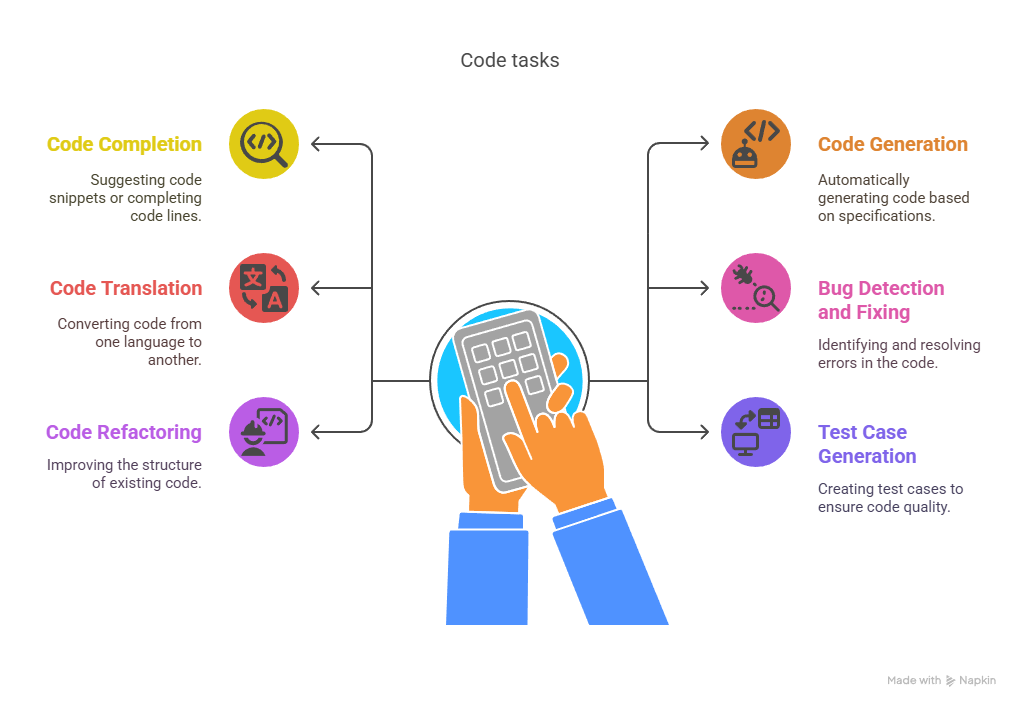 Code tasks
Code Completion
Suggesting code
snippets or completing
code lines.
Code Translation
Converting code from
one language to
another.
Code Refactoring
Improving the structure
of existing code.
Code Generation
Automatically
generating code based
on specifications.
Bug Detection
and Fixing
Identifying and resolving
errors in the code.
Test Case
Generation
Creating test cases to
ensure code quality.
文
A
Made with Napkin